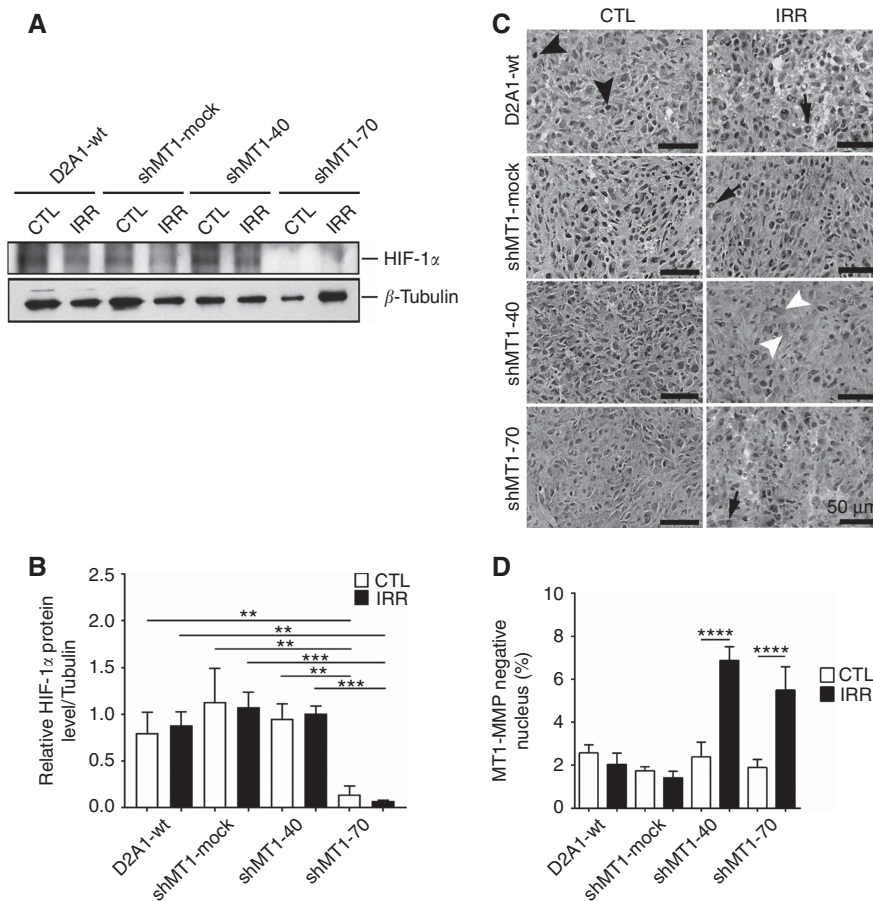 A
D2A1-wt
shMT1-mock
shMT1-40
shMT1-70
CTL
IRR
CTL
IRR
CTL
IRR
CTL
IRR
HIF-1α
β-Tubulin
C
CTL
IRR
D2A1-wt
shMT1-mock
shMT1-40
shMT1-70
50 μm
B
Relative HIF-1α protein
level/Tubulin
2.5
2.0
1.5
1.0
0.5
0.0
CTL
IRR
**
**
**
***
**
***
D2A1-wt
shMT1-mock
shMT1-40
shMT1-70
D
MT1-MMP negative
nucleus (%)
10
8
6
4
2
0
****
****
CTL
IRR
D2A1-wt
shMT1-mock
shMT1-40
shMT1-70